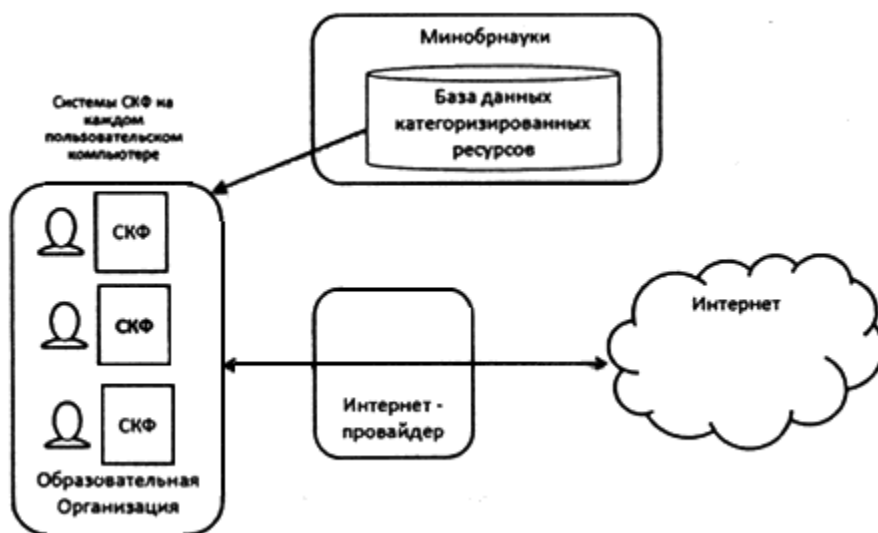 Минобрнауки
База данных
категоризированных
ресурсов
Системы СКФ на
каждом
пользовательском
компьютере
СКФ
СКФ
СКФ
Образовательная
Организация
Интернет -
провайдер
Интернет